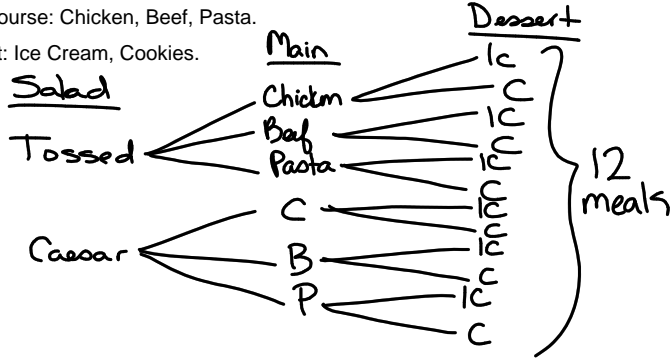 ourse: Chicken, Beef, Pasta.
t: Ice Cream, Cookies.
Salad
Main
Dessert
Tossed
Chicken
IC
C
Beef
IC
C
Pasta
IC
C
Caesar
C
IC
C
B
IC
C
P
IC
C
12
meals